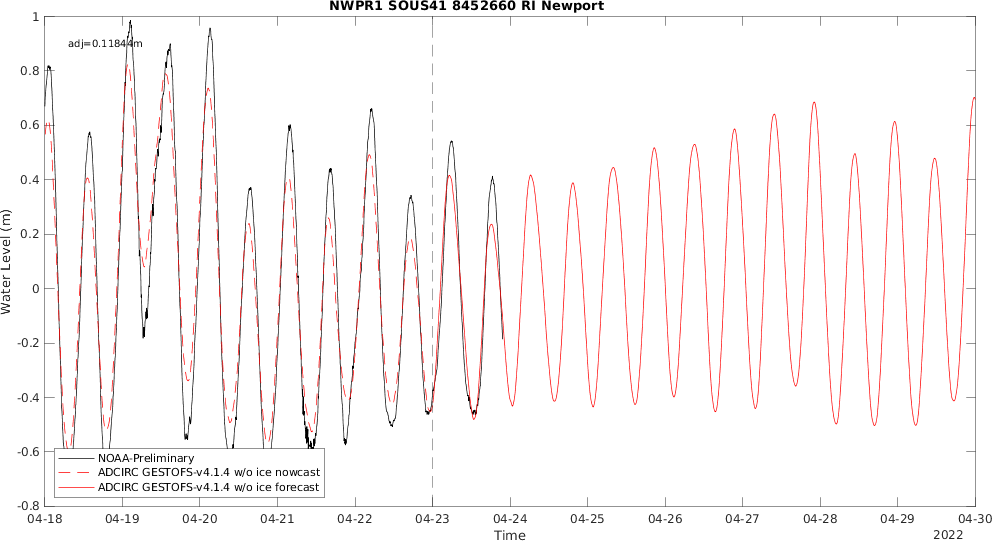 NWPR1 SOUS41 8452660 RI Newport
adj=0.11844m
Water Level (m)
1
0.8
0.6
0.4
0.2
0
-0.2
-0.4
-0.6
-0.8
NOAA-Preliminary
ADCIRC GESTOFS-v4.1.4 w/o ice nowcast
ADCIRC GESTOFS-v4.1.4 w/o ice forecast
04-18 04-19 04-20 04-21 04-22 04-23 04-24 04-25 04-26 04-27 04-28 04-29 04-30
Time
2022